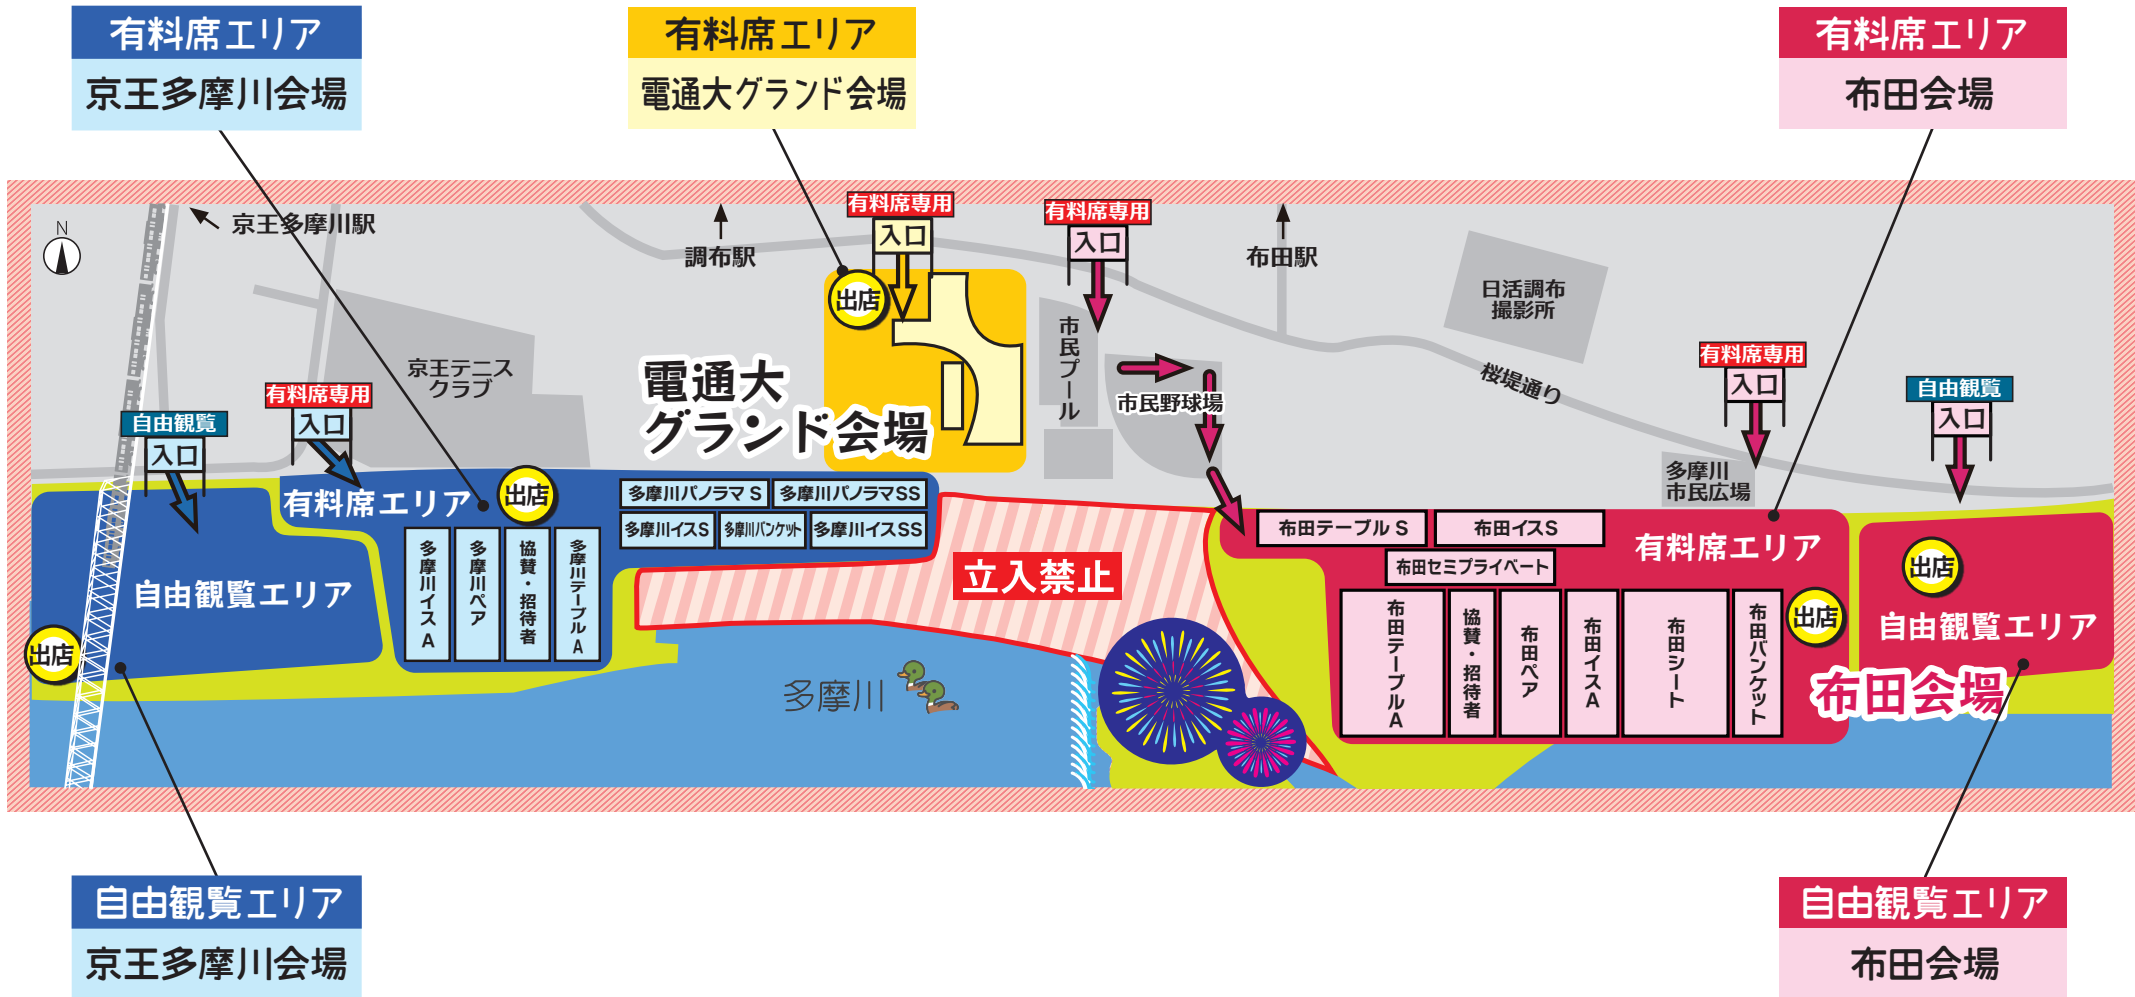 有料席エリア
京王多摩川会場
有料席エリア
電通大グランド会場
有料席エリア
布田会場
N
京王多摩川駅
調布駅
有料席専用
入口
有料席専用
入口
布田駅
日活調布
撮影所
出店
市民プール
京王テニス
クラブ
電通大
グランド会場
市民野球場
桜堤通り
有料席専用
入口
自由観覧
入口
自由観覧
入口
有料席専用
入口
多摩川
市民広場
有料席エリア
出店
多摩川パノラマ S
多摩川パノラマSS
多摩川イスS
多摩川バンケット
多摩川イスSS
多摩川イスA
多摩川ペア
協賛・招待者
多摩川テーブルA
自由観覧エリア
出店
立入禁止
多摩川
布田テーブル S
布田イスS
布田セミプライベート
有料席エリア
布田テーブルA
協賛・招待者
布田ペア
布田イスA
布田シート
布田バンケット
出店
出店
自由観覧エリア
布田会場
自由観覧エリア
京王多摩川会場
自由観覧エリア
布田会場